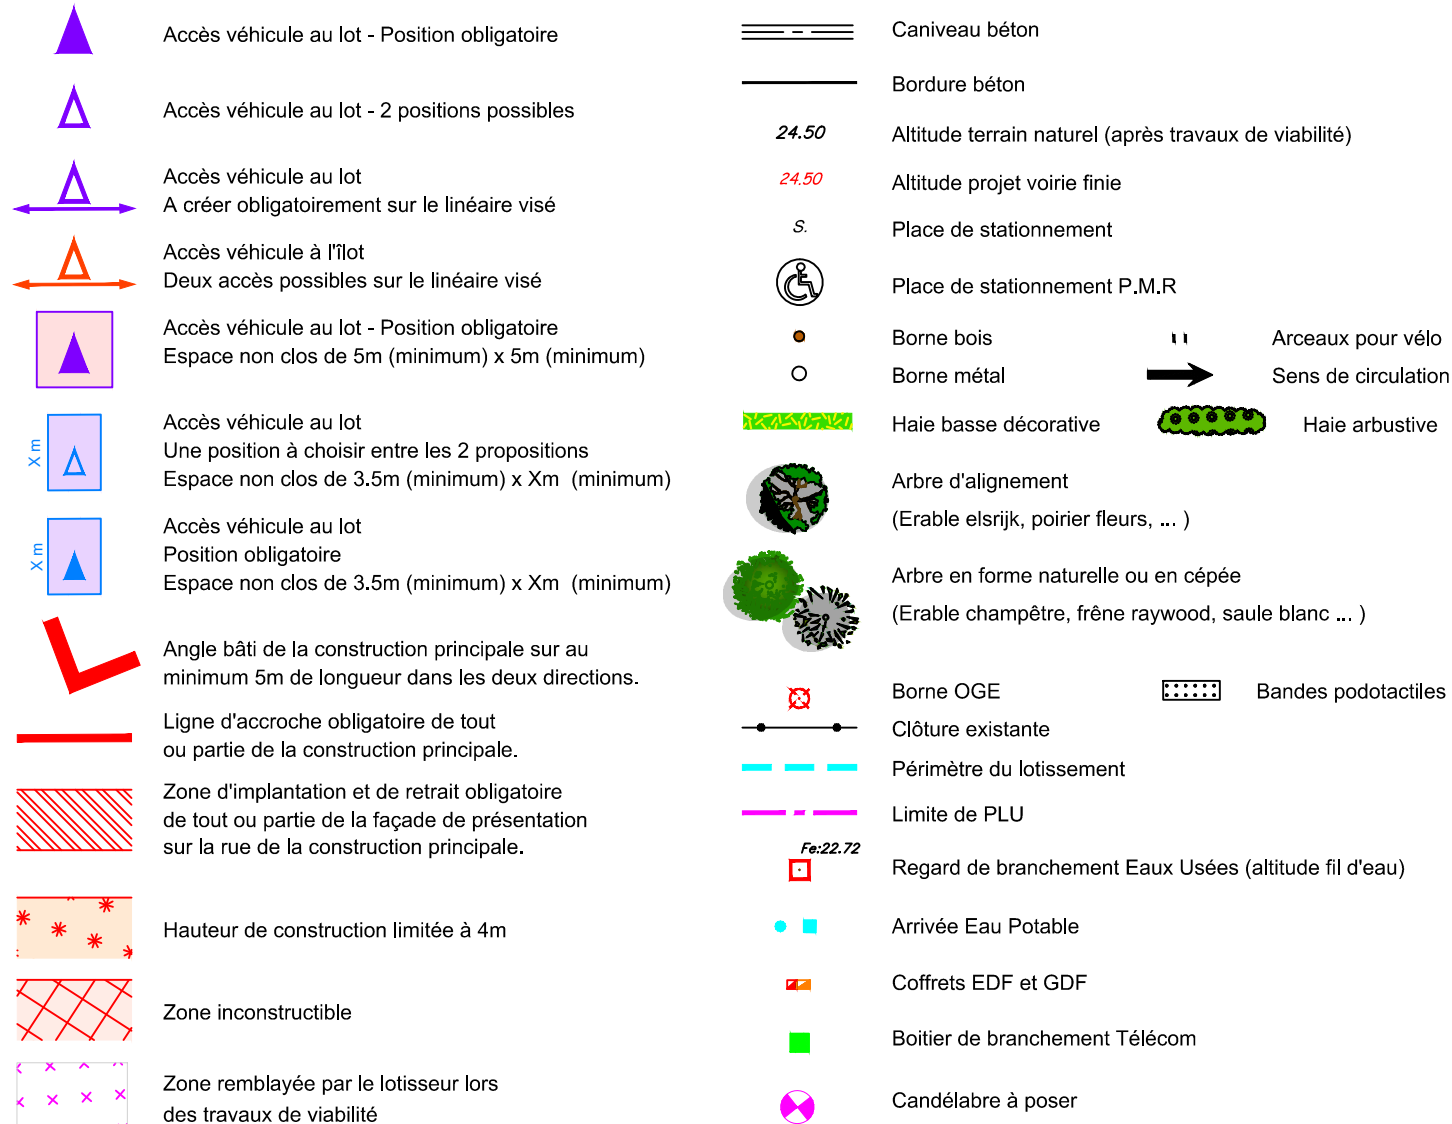 Accès véhicule au lot - Position obligatoire
Accès véhicule au lot - 2 positions possibles
Accès véhicule au lot
A créer obligatoirement sur le linéaire visé
Accès véhicule à l'îlot
Deux accès possibles sur le linéaire visé
Accès véhicule au lot - Position obligatoire
Espace non clos de 5m (minimum) x 5m (minimum)
X m
Accès véhicule au lot
Une position à choisir entre les 2 propositions
Espace non clos de 3.5m (minimum) x Xm (minimum)
X m
Accès véhicule au lot
Position obligatoire
Espace non clos de 3.5m (minimum) x Xm (minimum)
Angle bâti de la construction principale sur au
minimum 5m de longueur dans les deux directions.
Ligne d'accroche obligatoire de tout
ou partie de la construction principale.
Zone d'implantation et de retrait obligatoire
de tout ou partie de la façade de présentation
sur la rue de la construction principale.
Hauteur de construction limitée à 4m
Zone inconstructible
Zone remblayée par le lotisseur lors
des travaux de viabilité
Caniveau béton
Bordure béton
24.50 Altitude terrain naturel (après travaux de viabilité)
24.50 Altitude projet voirie finie
S. Place de stationnement
Place de stationnement P.M.R
Borne bois
Arceaux pour vélo
Borne métal
Sens de circulation
Haie basse décorative
Haie arbustive
Arbre d'alignement
(Erable elsrijk, poirier fleurs, ... )
Arbre en forme naturelle ou en cépée
(Erable champêtre, frêne raywood, saule blanc ... )
Borne OGE
Bandes podotactiles
Clôture existante
Périmètre du lotissement
Limite de PLU
Fe:22.72
Regard de branchement Eaux Usées (altitude fil d'eau)
Arrivée Eau Potable
Coffrets EDF et GDF
Boitier de branchement Télécom
Candélabre à poser